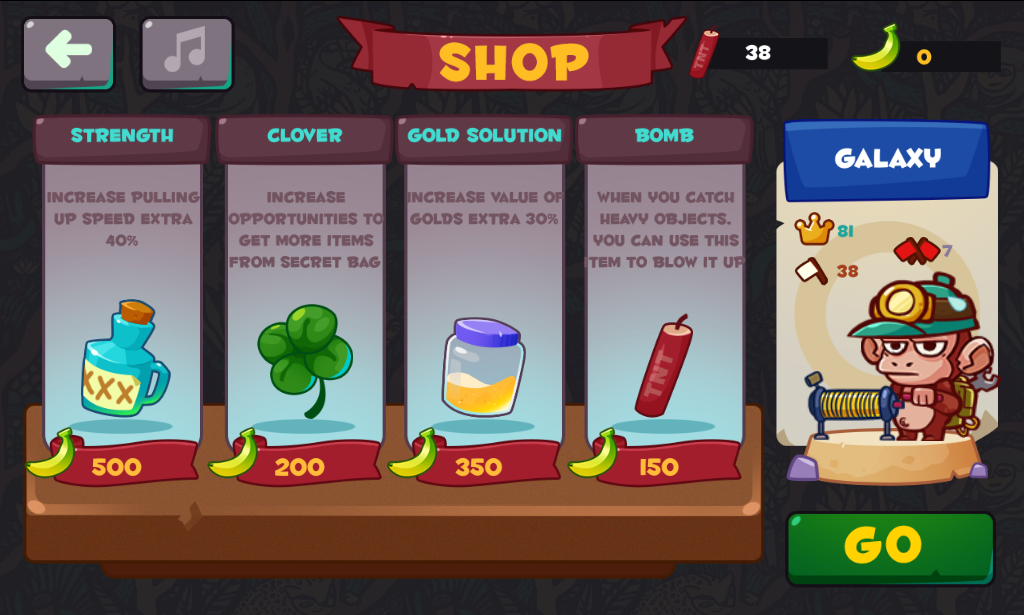 SHOP
TNT
38
0
STRENGTH
INCREASE PULLING
UP SPEED EXTRA
40%
XXX
500
CLOVER
INCREASE
OPPORTUNITIES TO
GET MORE ITEMS
FROM SECRET BAG
200
GOLD SOLUTION
INCREASE VALUE OF
GOLDS EXTRA 30%
350
BOMB
WHEN YOU CATCH
HEAVY OBJECTS.
YOU CAN USE THIS
ITEM TO BLOW IT UP
TNT
150
GALAXY
81
7
38
GO